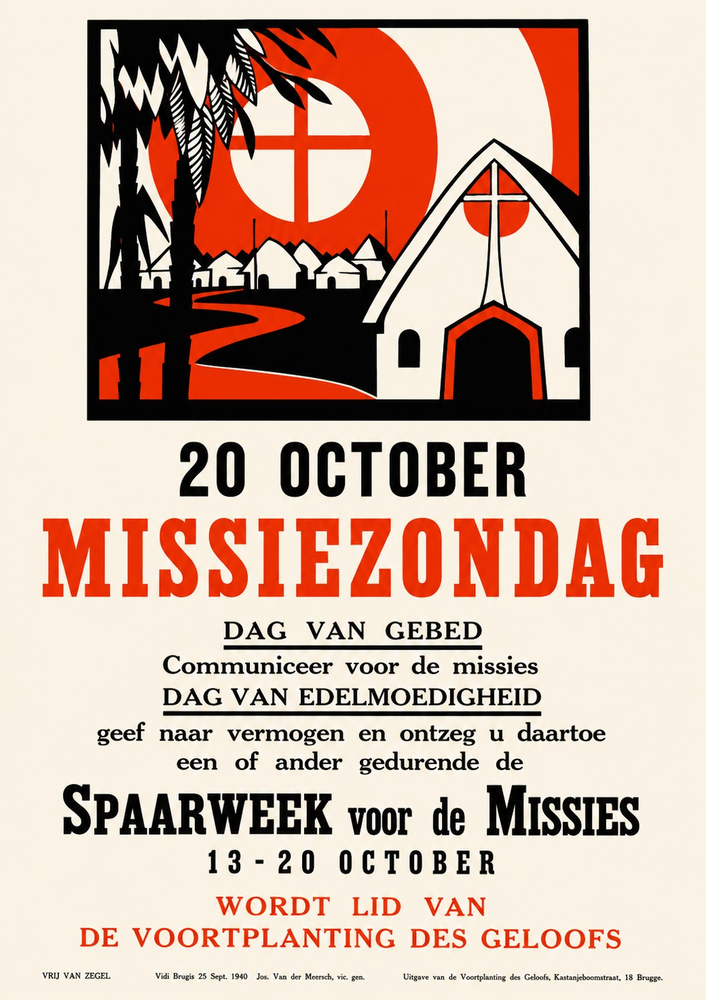 20 OCTOBER
MISSIEZONDAG
DAG VAN GEBED
Communiceer voor de missies
DAG VAN EDELMOEDIGHEID
geef naar vermogen en ontzeg u daartoe
een of ander gedurende de
SPAARWEEK voor de MISSIES
13 - 20 OCTOBER
WORDT LID VAN
DE VOORTPLANTING DES GELOOFS
VRIJ VAN ZEGEL Vidi Brugis 25 Sept. 1940 Jos. Van der Meersch, vic. gen. Uitgave van de Voortplanting des Geloofs, Kastanjeboomstraat, 18 Brugge.